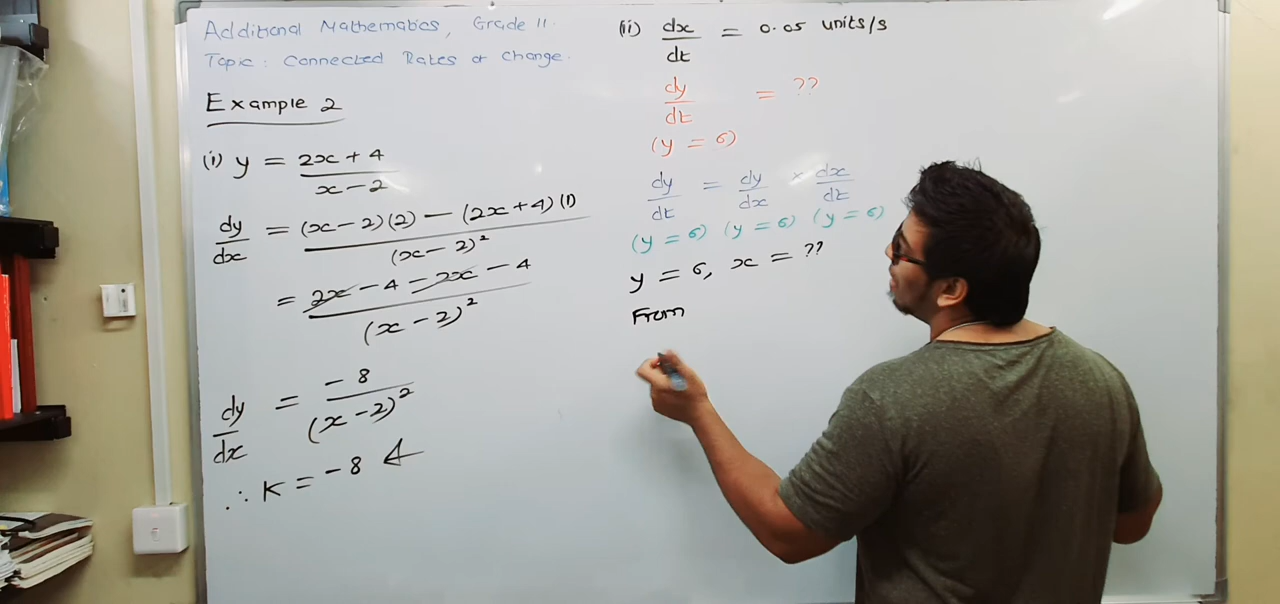 Additional Mathematics, Grade 11.
Topic: Connected Rates of Change.
Example 2
(i) y = (2x + 4)/(x - 2)
dy/dx = ((x - 2)(2) - (2x + 4)(1))/(x - 2)²
= (2x - 4 - 2x - 4)/(x - 2)²
dy/dx = -8/(x - 2)²
∴ K = -8
(ii) dx/dt = 0.05 units/s
dy/dt = ??
(y = 6)
dy/dt = dy/dx × dx/dt
(y = 6) (y = 6) (y = 6)
y = 6, x = ??
From